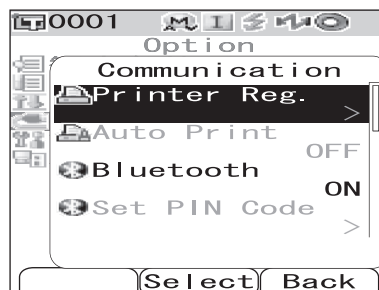 0001 M I
Option
Communication
Printer Reg.
>
Auto Print
OFF
Bluetooth
ON
Set PIN Code
>
Select Back